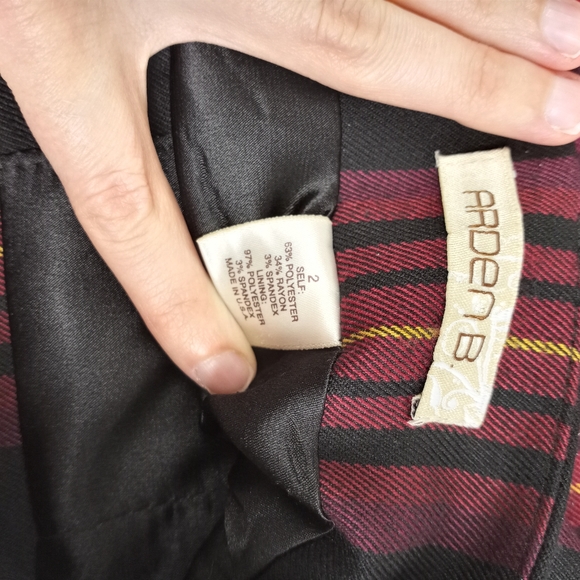 2
SELF:
63% POLYESTER
34% RAYON
3% SPANDEX
LINING:
97% POLYESTER
3% SPANDEX
MADE IN U.S.A
ARDEN B.